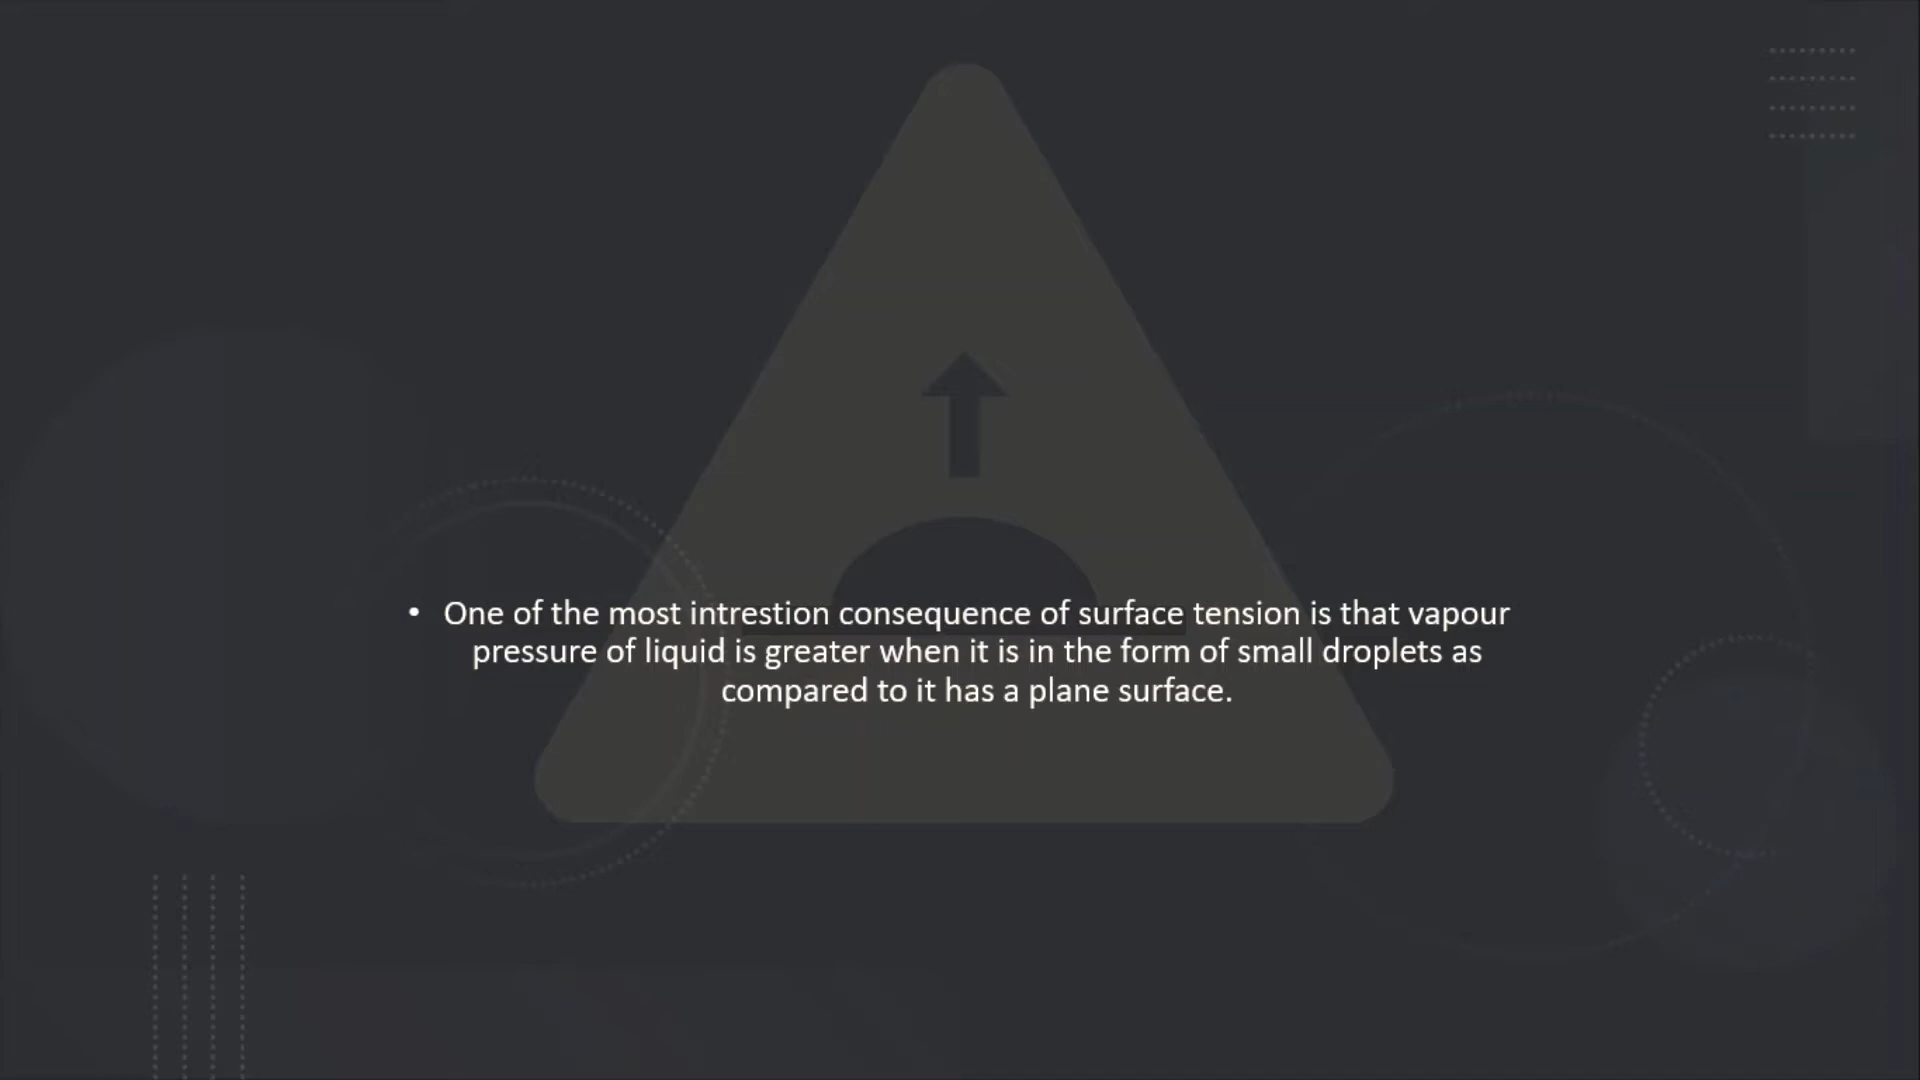 • One of the most intrestion consequence of surface tension is that vapour
pressure of liquid is greater when it is in the form of small droplets as
compared to it has a plane surface.